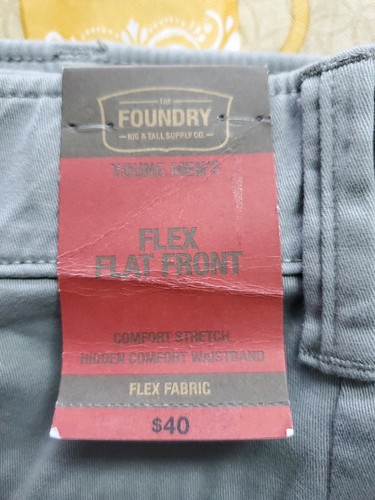 THE
FOUNDRY
BIG & TALL SUPPLY CO.
YOUNG MEN'S
FLEX
FLAT FRONT
COMFORT STRETCH,
HIDDEN COMFORT WAISTBAND
FLEX FABRIC
$40